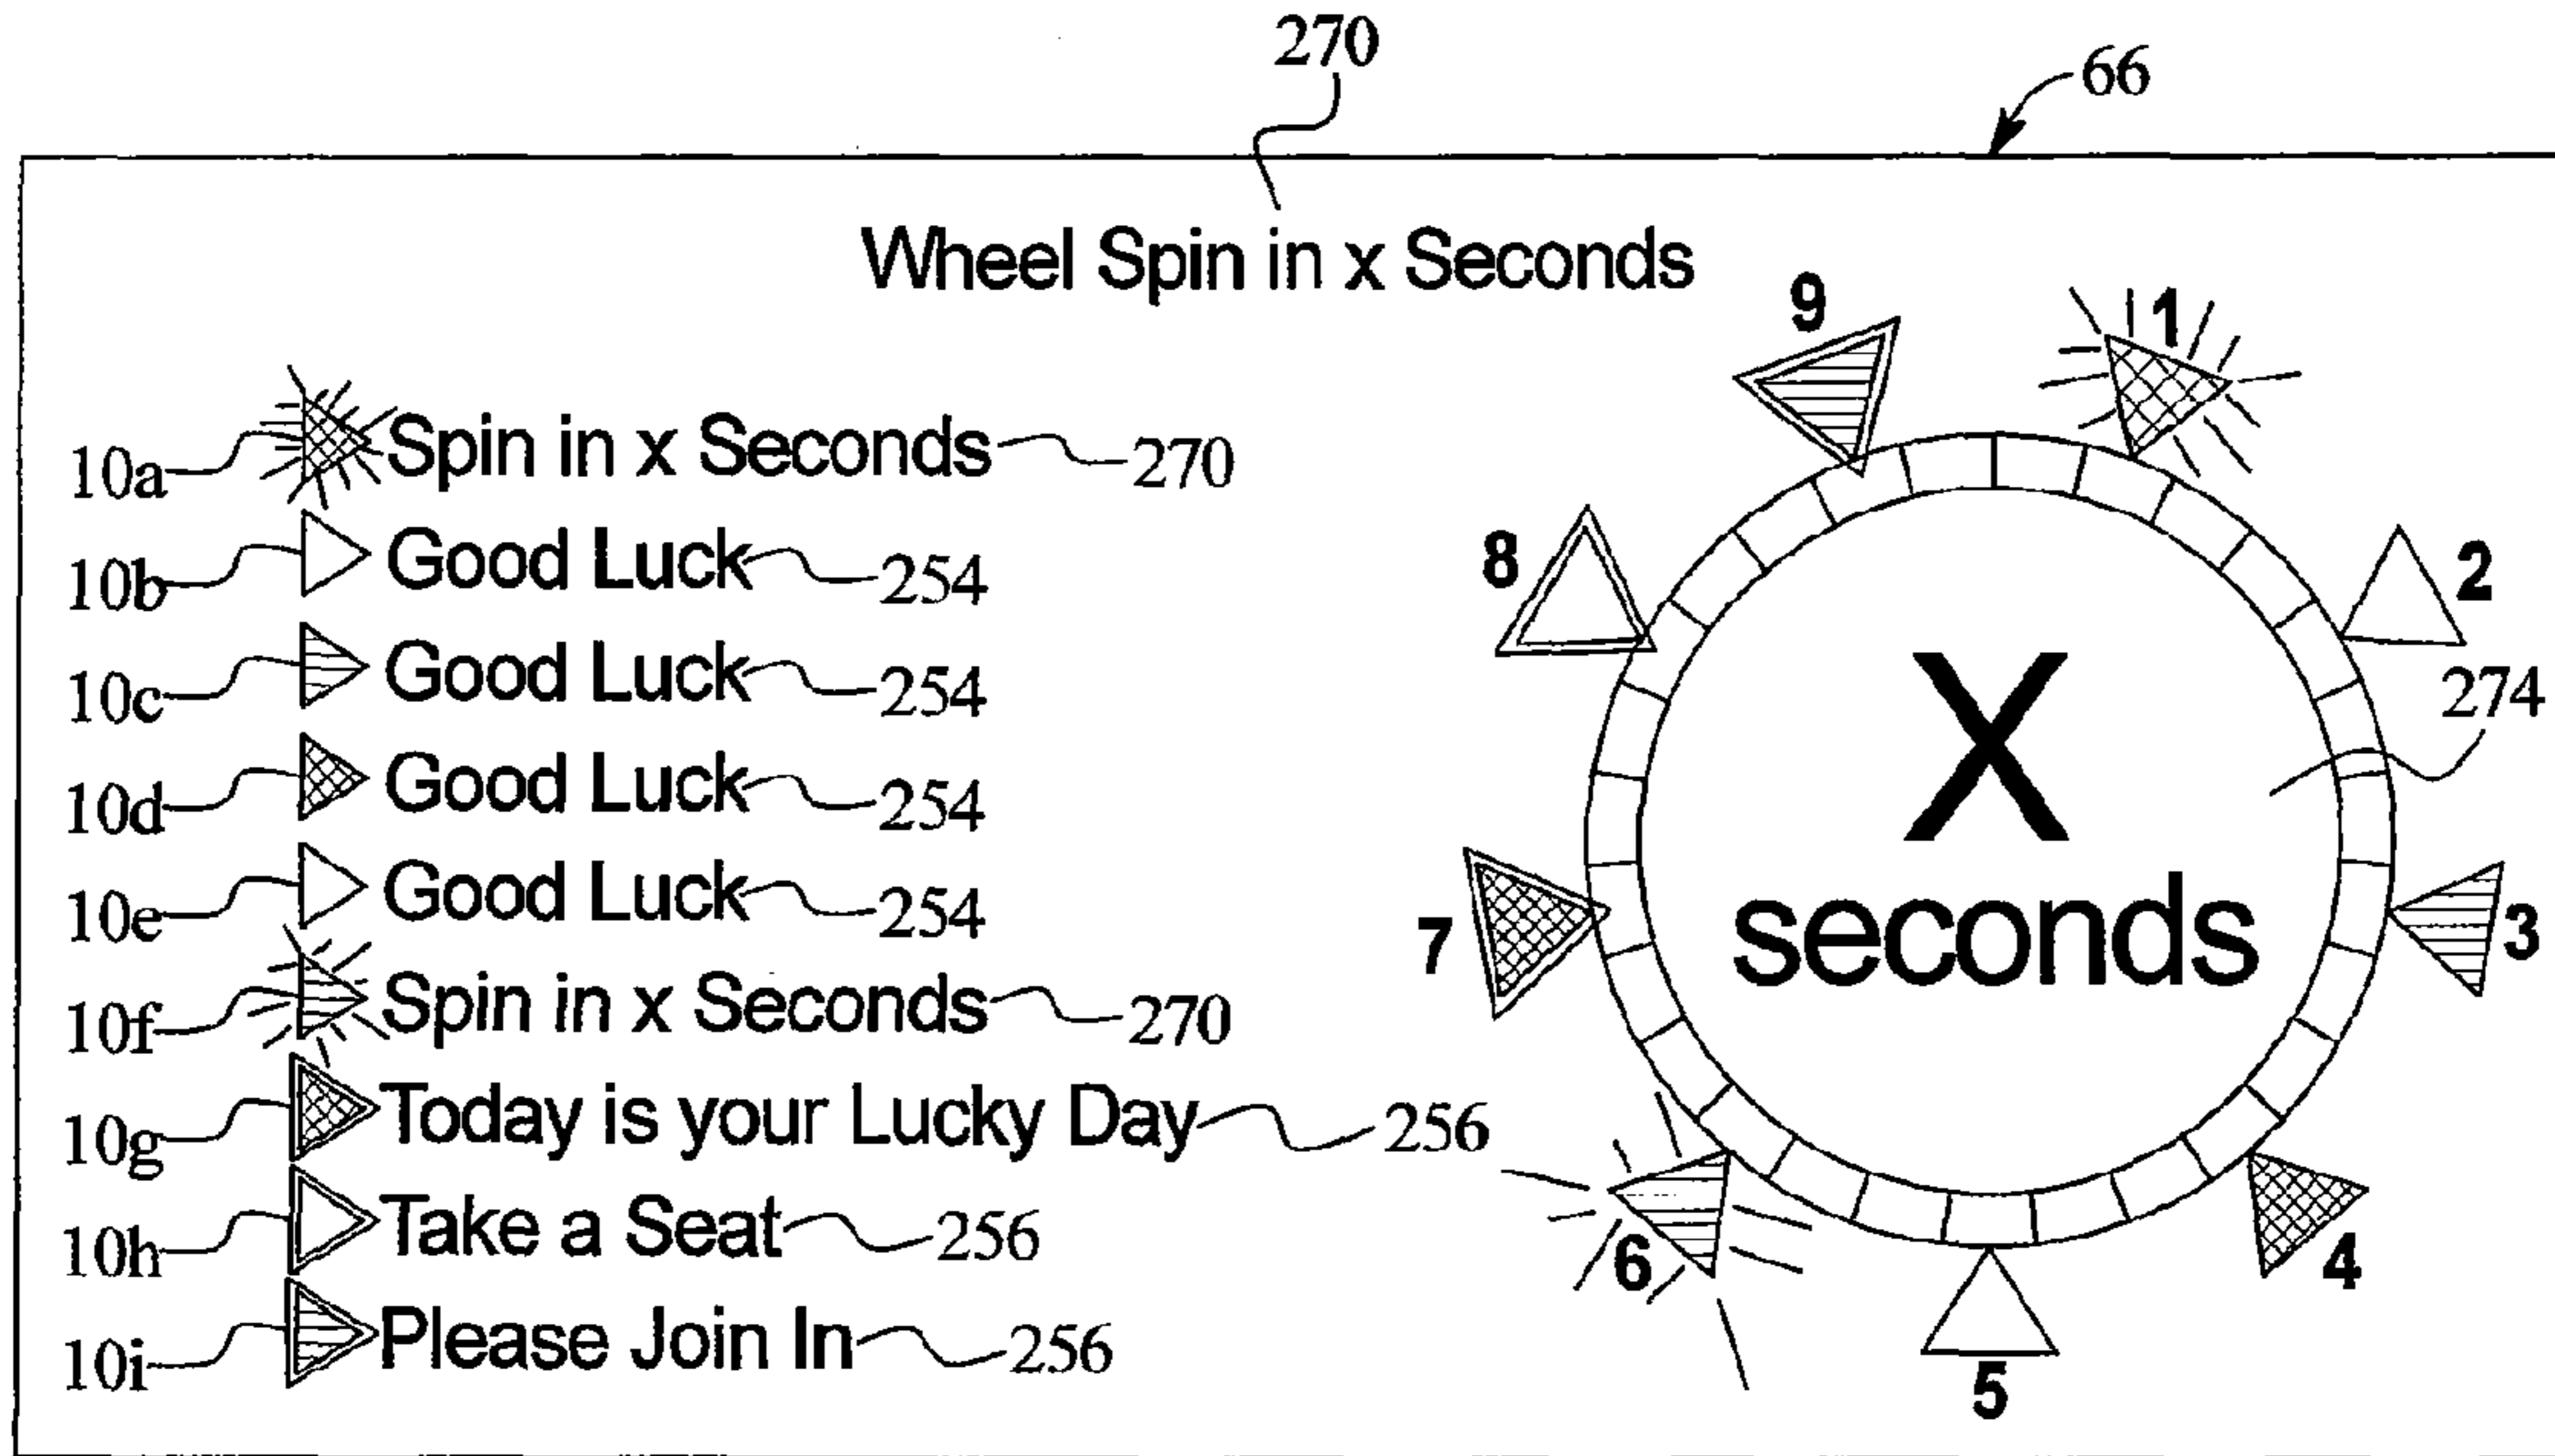 270
66
Wheel Spin in x Seconds
10a Spin in x Seconds 270
10b Good Luck 254
10c Good Luck 254
10d Good Luck 254
10e Good Luck 254
10f Spin in x Seconds 270
10g Today is your Lucky Day 256
10h Take a Seat 256
10i Please Join In 256
9
1
8
2
274
X
seconds
7
3
6
4
5